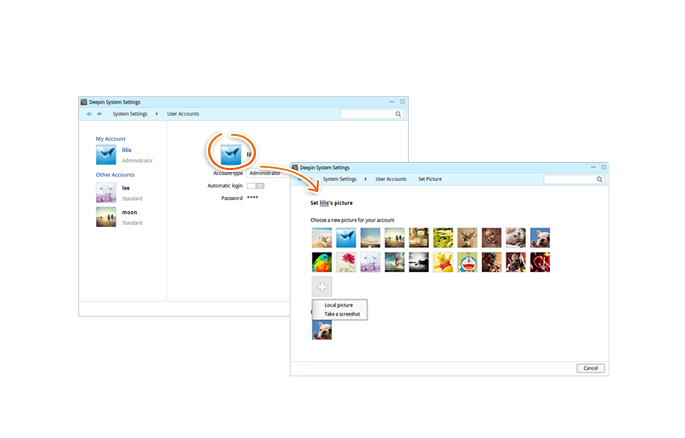 Deepin System Settings
System Settings
User Accounts
My Account
lilis
Administrator
Other Accounts
lee
Standard
moon
Standard
Account type
Administrator
Automatic login
Password
****
Deepin System Settings
System Settings
User Accounts
Set Picture
Set lilis's picture
Choose a new picture for your account
Local picture
Take a screeshot
Cancel